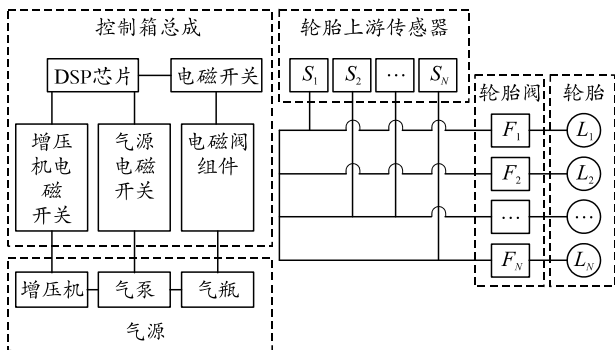 控制箱总成
DSP芯片
电磁开关
增压
机电
磁
开关
气源
电磁
开关
电磁阀
组件
增压机
气泵
气瓶
气源
轮胎上游传感器
S1
S2
…
SN
轮胎阀
轮胎
F1
L1
F2
L2
…
…
FN
LN